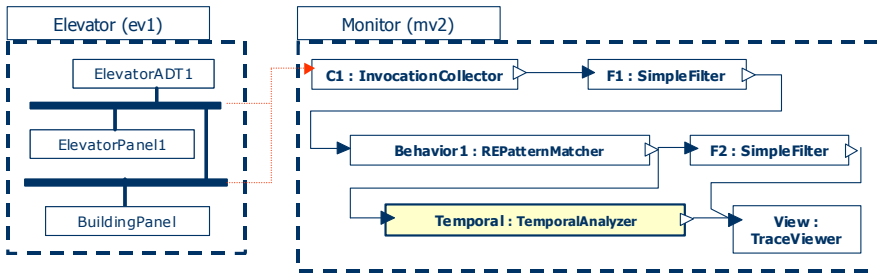 Elevator (ev1)
Monitor (mv2)
ElevatorADT1
C1 : InvocationCollector
F1 : SimpleFilter
ElevatorPanel1
Behavior1 : REPatternMatcher
F2 : SimpleFilter
BuildingPanel
Temporal : TemporalAnalyzer
View :
TraceViewer